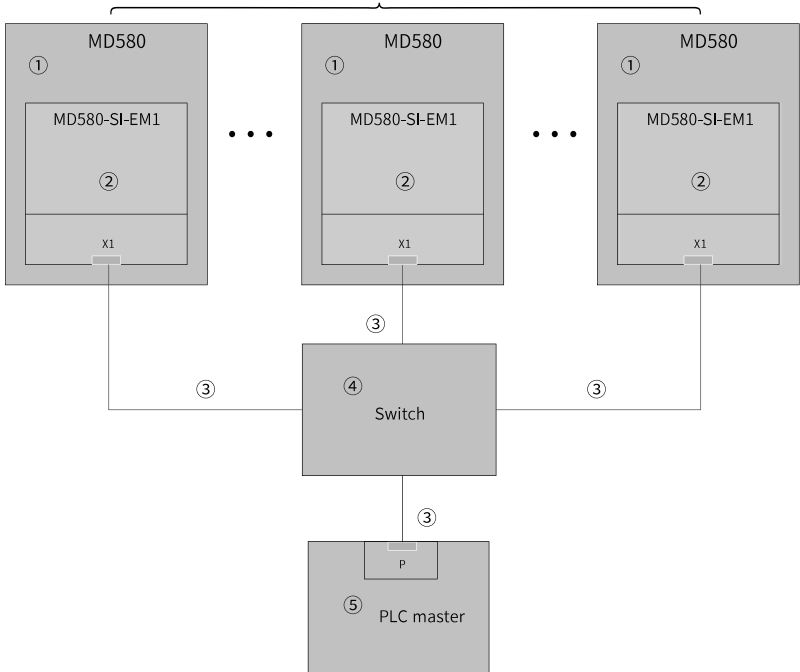 MD580
MD580
MD580
①
①
①
MD580-SI-EM1
MD580-SI-EM1
MD580-SI-EM1
②
②
②
X1
X1
X1
③
④
③
③
Switch
③
P
⑤
PLC master